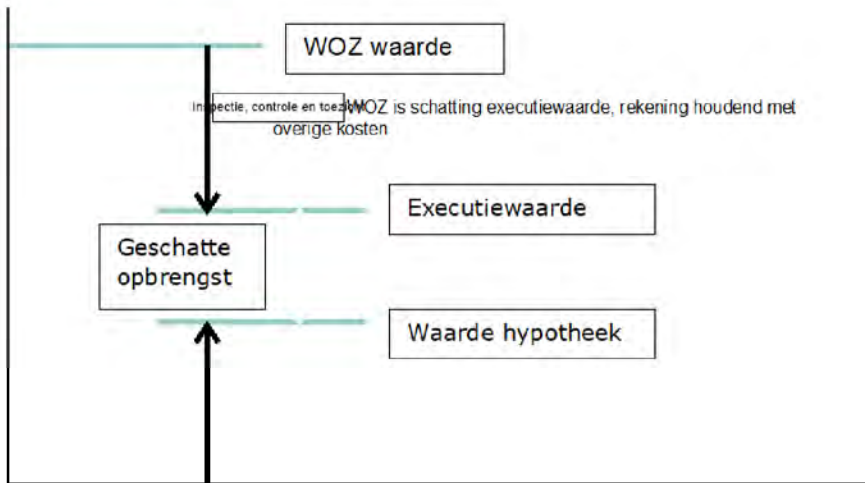 WOZ waarde
Inspectie, controle en toezicht WOZ is schatting executiewaarde, rekening houdend met
overige kosten
Executiewaarde
Geschatte
opbrengst
Waarde hypotheek